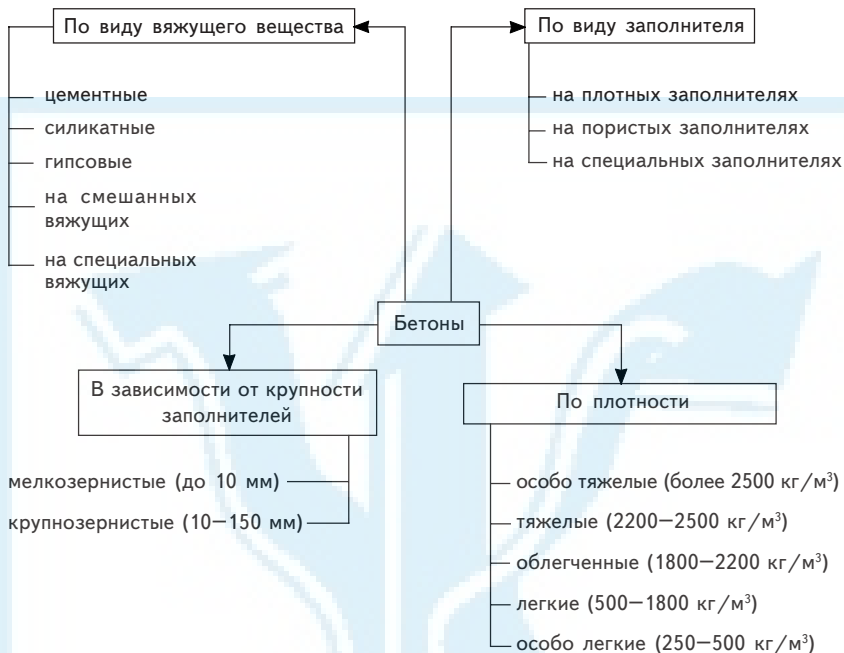 По виду вяжущего вещества
цементные
силикатные
гипсовые
на смешанных
вяжущих
на специальных
вяжущих
По виду заполнителя
на плотных заполнителях
на пористых заполнителях
на специальных заполнителях
Бетоны
В зависимости от крупности
заполнителей
мелкозернистые (до 10 мм)
крупнозернистые (10—150 мм)
По плотности
особо тяжелые (более 2500 кг/м³)
тяжелые (2200—2500 кг/м³)
облегченные (1800—2200 кг/м³)
легкие (500—1800 кг/м³)
особо легкие (250—500 кг/м³)